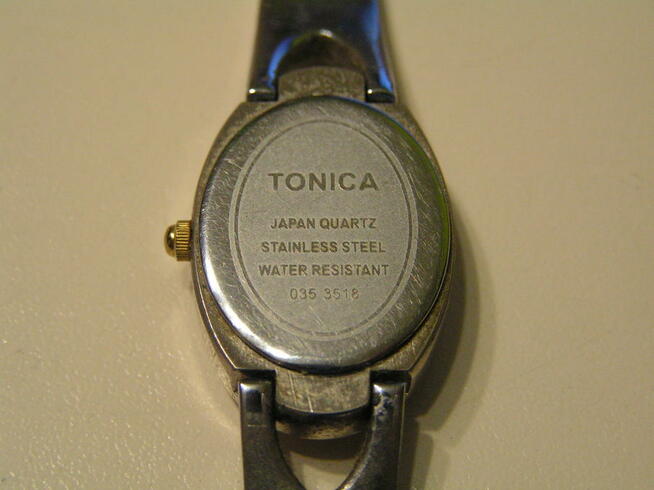 TONICA
JAPAN QUARTZ
STAINLESS STEEL
WATER RESISTANT
035 3518